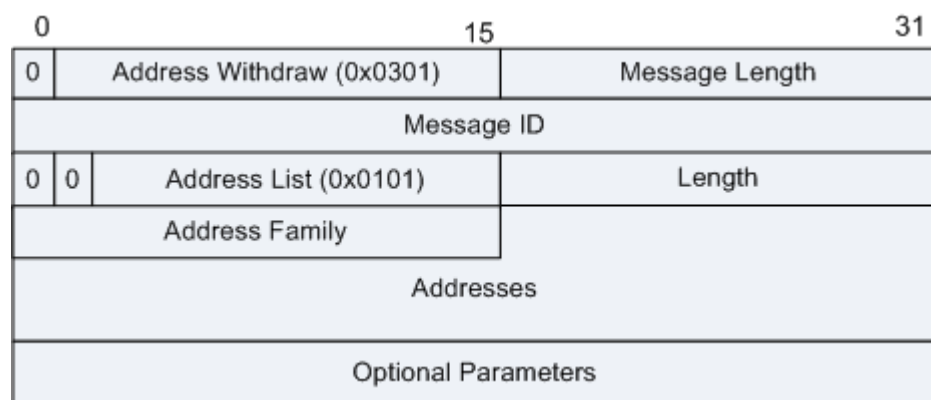 0 15 31
0 Address Withdraw (0x0301) Message Length
Message ID
0 0 Address List (0x0101) Length
Address Family
Addresses
Optional Parameters